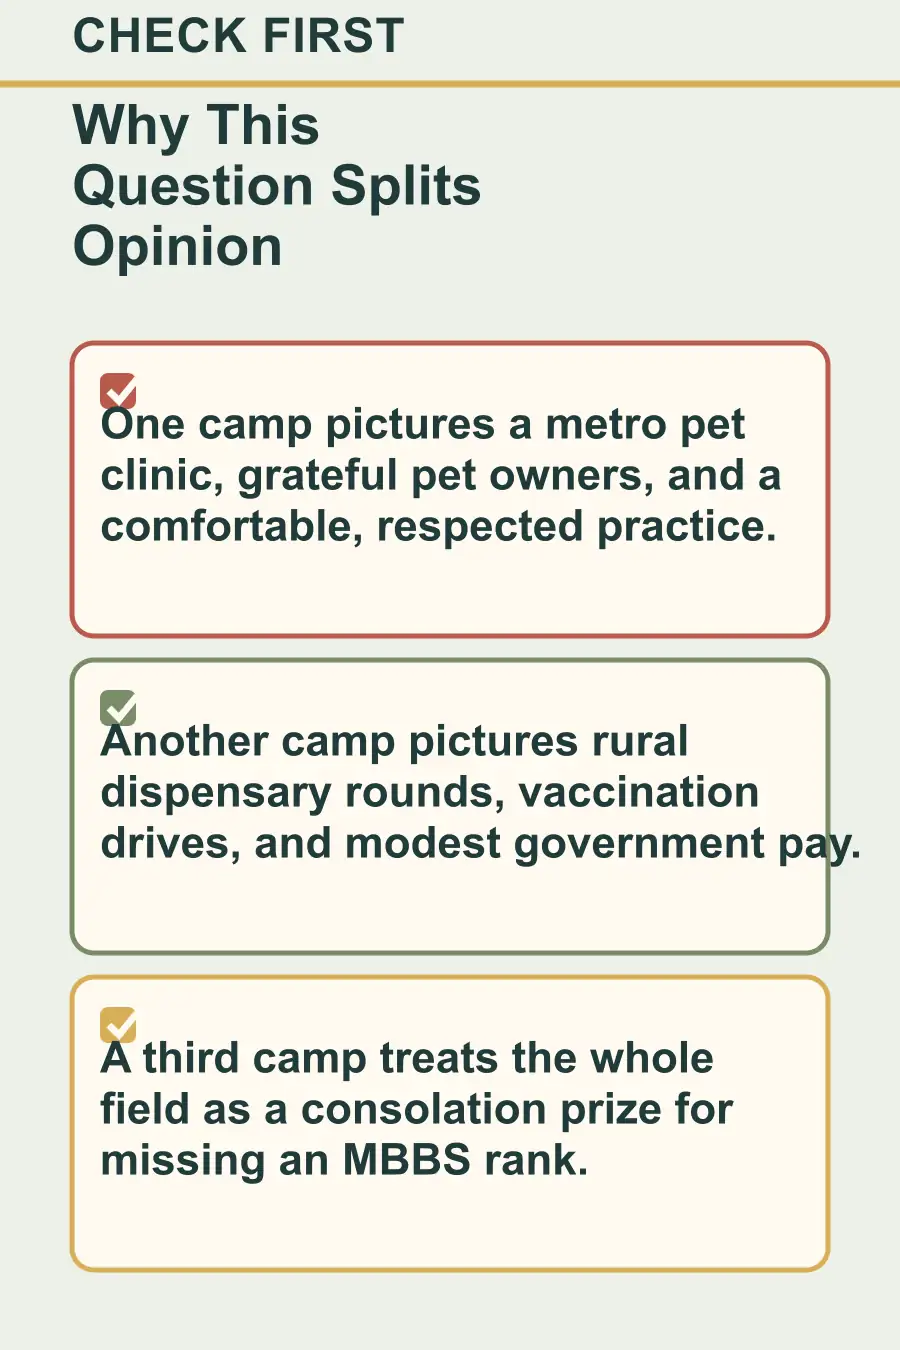 CHECK FIRST
Why This
Question Splits
Opinion
One camp pictures a metro pet
clinic, grateful pet owners, and a
comfortable, respected practice.
Another camp pictures rural
dispensary rounds, vaccination
drives, and modest government pay.
A third camp treats the whole
field as a consolation prize for
missing an MBBS rank.